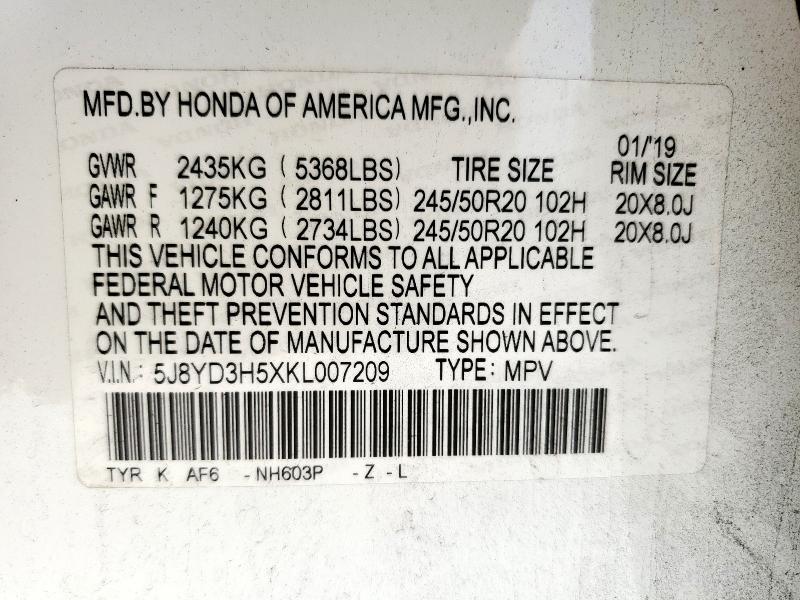 MFD.BY HONDA OF AMERICA MFG.,INC.
01/'19
GVWR 2435KG ( 5368LBS) TIRE SIZE RIM SIZE
GAWR F 1275KG ( 2811LBS) 245/50R20 102H 20X8.0J
GAWR R 1240KG ( 2734LBS) 245/50R20 102H 20X8.0J
THIS VEHICLE CONFORMS TO ALL APPLICABLE
FEDERAL MOTOR VEHICLE SAFETY
AND THEFT PREVENTION STANDARDS IN EFFECT
ON THE DATE OF MANUFACTURE SHOWN ABOVE.
V.I.N.: 5J8YD3H5XKL007209 TYPE: MPV
TYR K AF6 -NH603P -Z -L